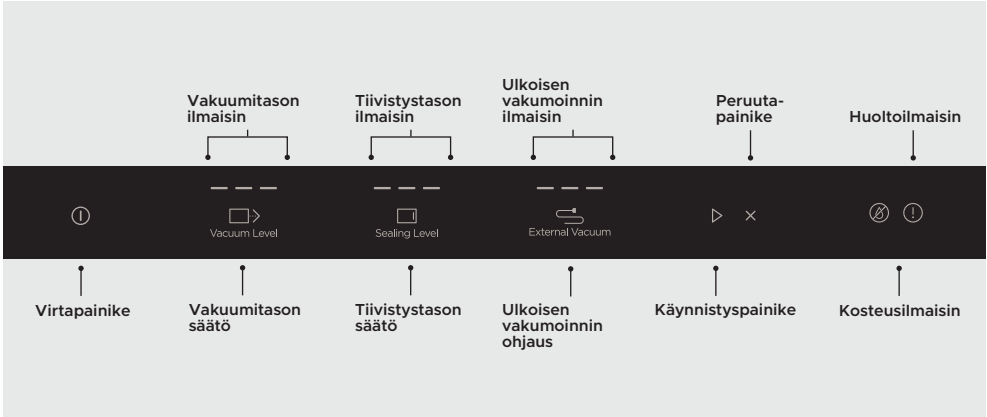 Vakuumitason
ilmaisin
Tiivistystason
ilmaisin
Ulkoisen
vakumoinnin
ilmaisin
Peruuta-
painike
Huoltoilmaisin
Vacuum Level
Sealing Level
External Vacuum
Virtapainike
Vakuumitason
säätö
Tiivistystason
säätö
Ulkoisen
vakumoinnin
ohjaus
Käynnistyspainike
Kosteusilmaisin